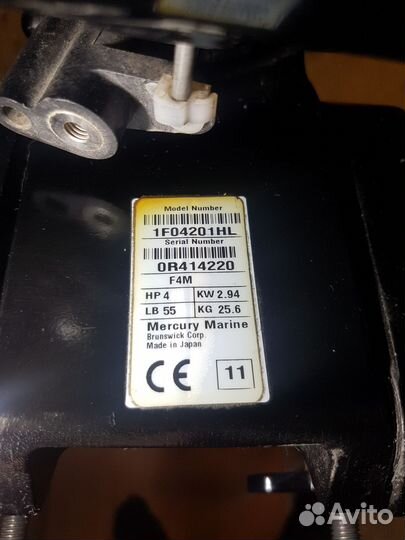 Model Number
1F04201HL
Serial Number
0R414220
F4M
HP 4 KW 2.94
LB 55 KG 25.6
Mercury Marine
Brunswick Corp.
Made in Japan
CE 11
Avito